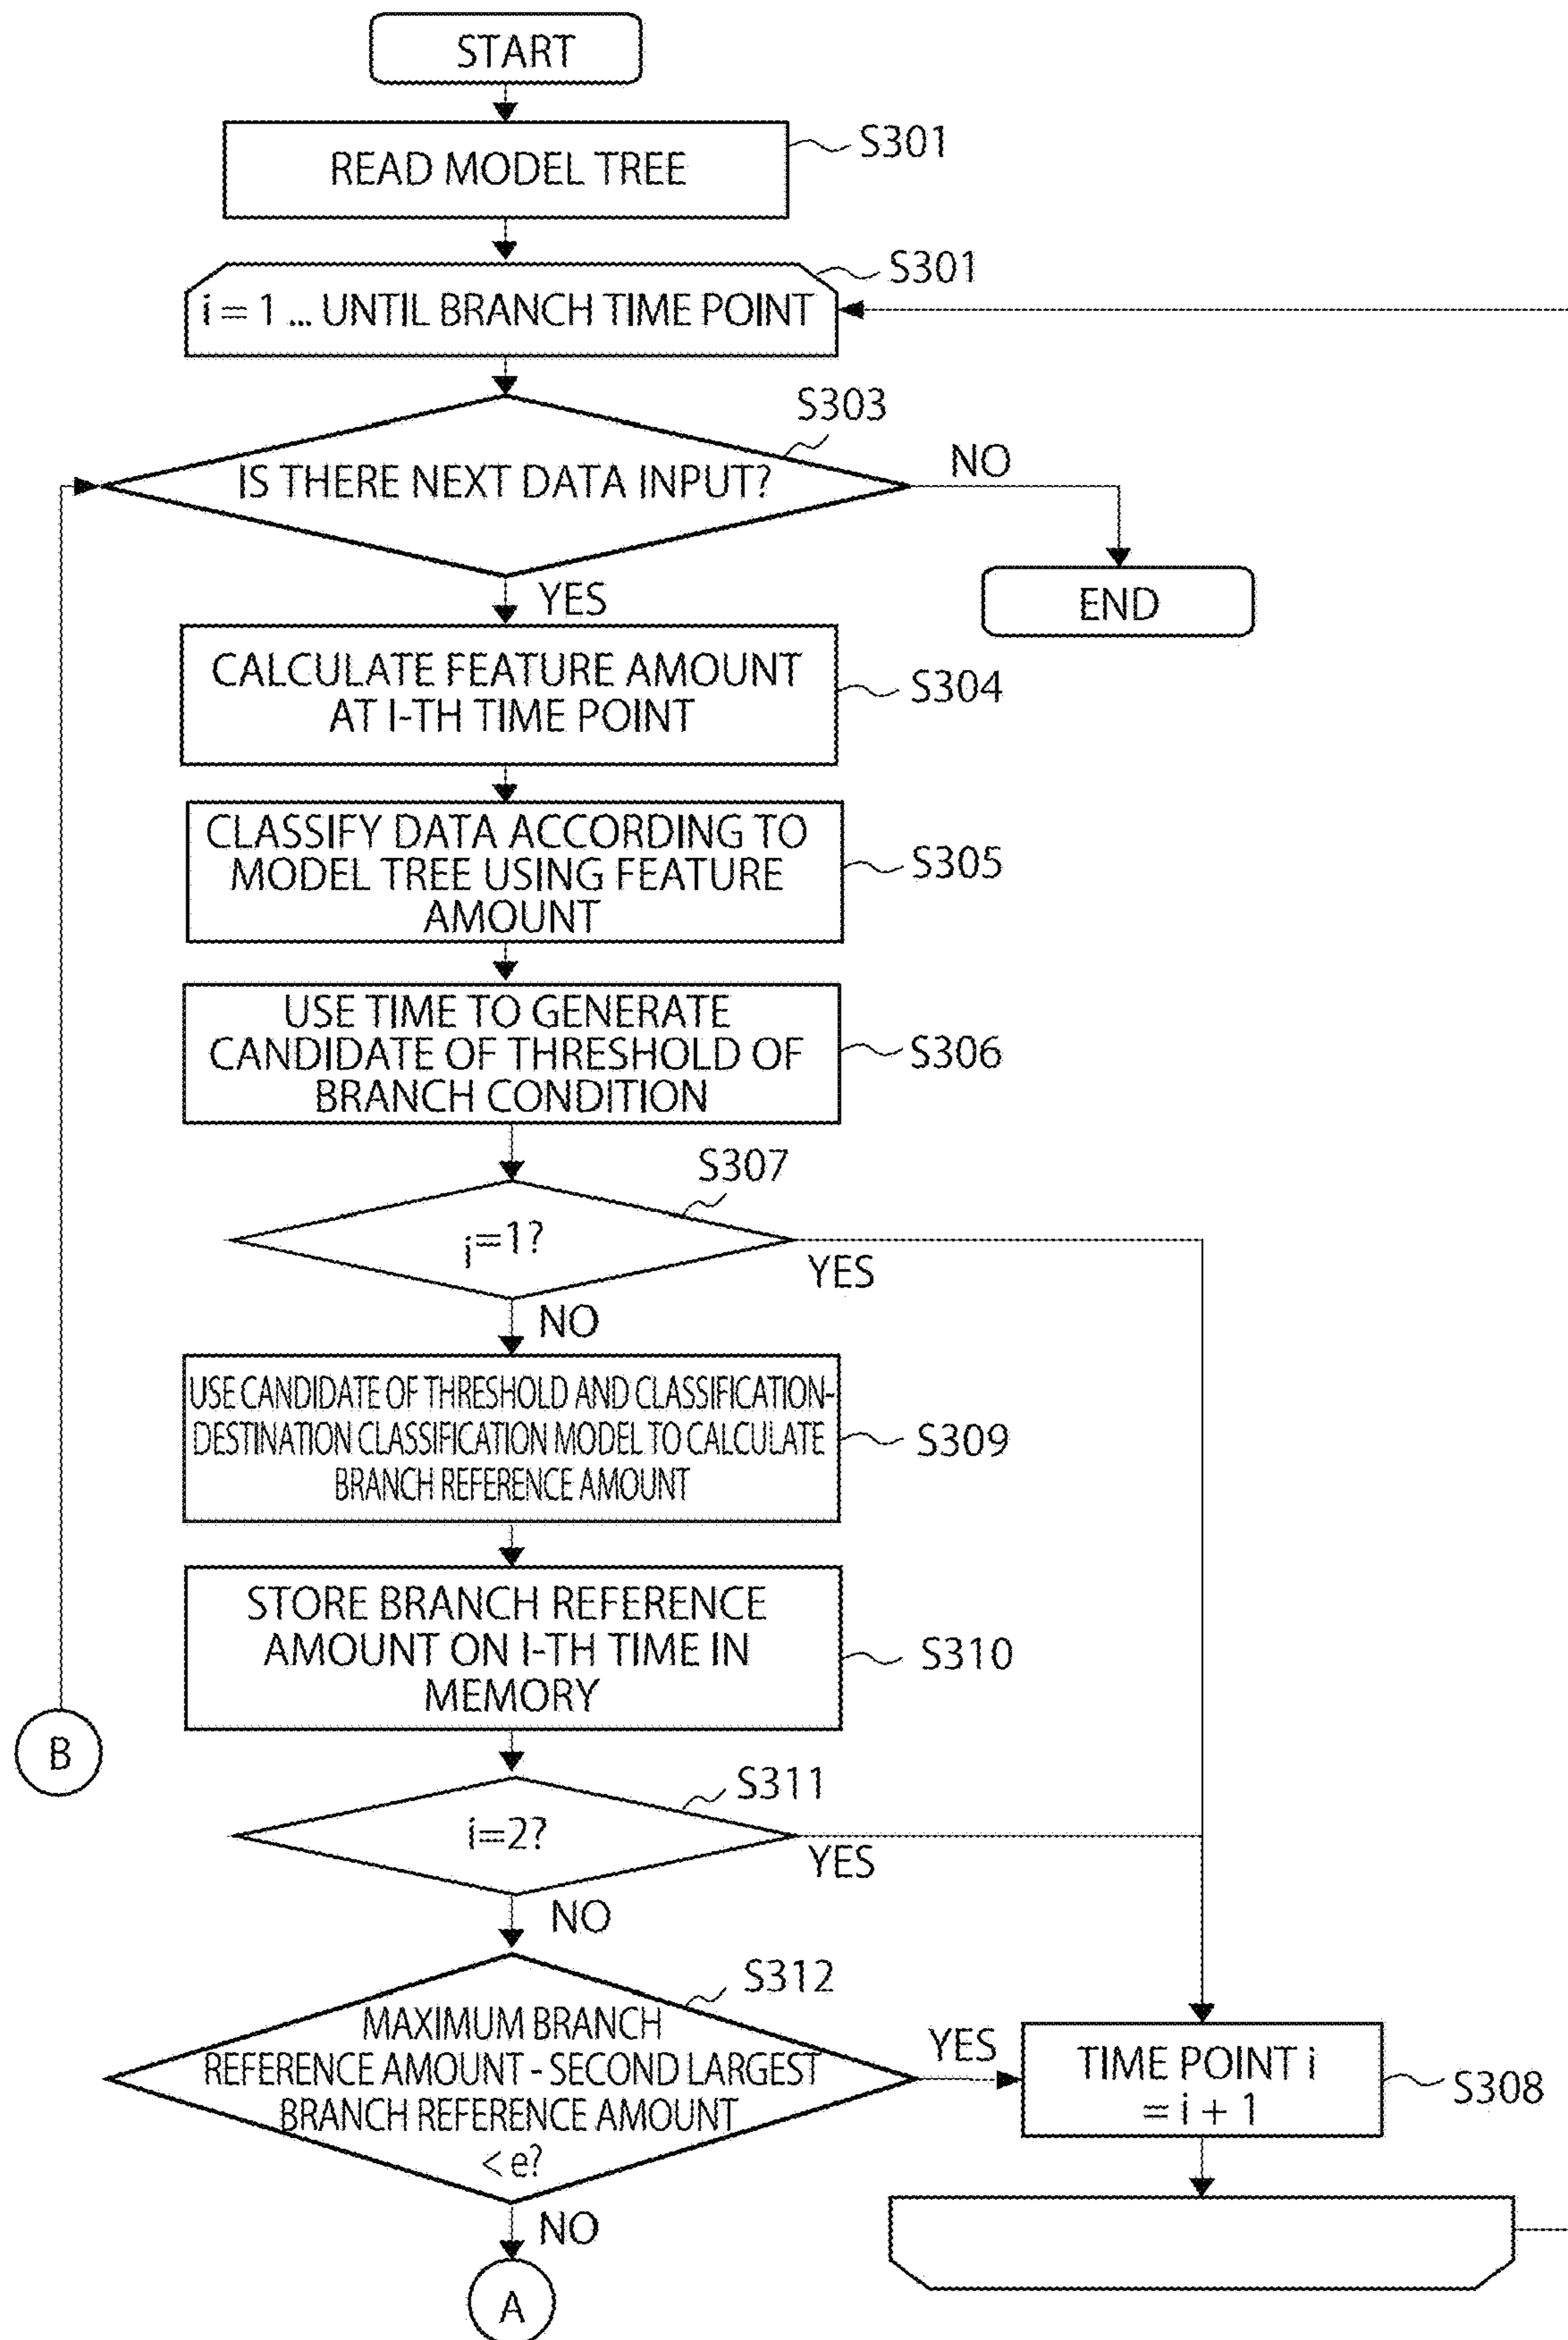 START
READ MODEL TREE
S301
S301
i = 1 ... UNTIL BRANCH TIME POINT
S303
IS THERE NEXT DATA INPUT?
NO
YES
END
CALCULATE FEATURE AMOUNT
AT I-TH TIME POINT
S304
CLASSIFY DATA ACCORDING TO
MODEL TREE USING FEATURE
AMOUNT
S305
USE TIME TO GENERATE
CANDIDATE OF THRESHOLD OF
BRANCH CONDITION
S306
S307
i=1?
YES
NO
USE CANDIDATE OF THRESHOLD AND CLASSIFICATION-
DESTINATION CLASSIFICATION MODEL TO CALCULATE
BRANCH REFERENCE AMOUNT
S309
STORE BRANCH REFERENCE
AMOUNT ON I-TH TIME IN
MEMORY
S310
B
S311
i=2?
YES
NO
S312
MAXIMUM BRANCH
REFERENCE AMOUNT - SECOND LARGEST
BRANCH REFERENCE AMOUNT
< e?
YES
TIME POINT i
= i + 1
S308
NO
A